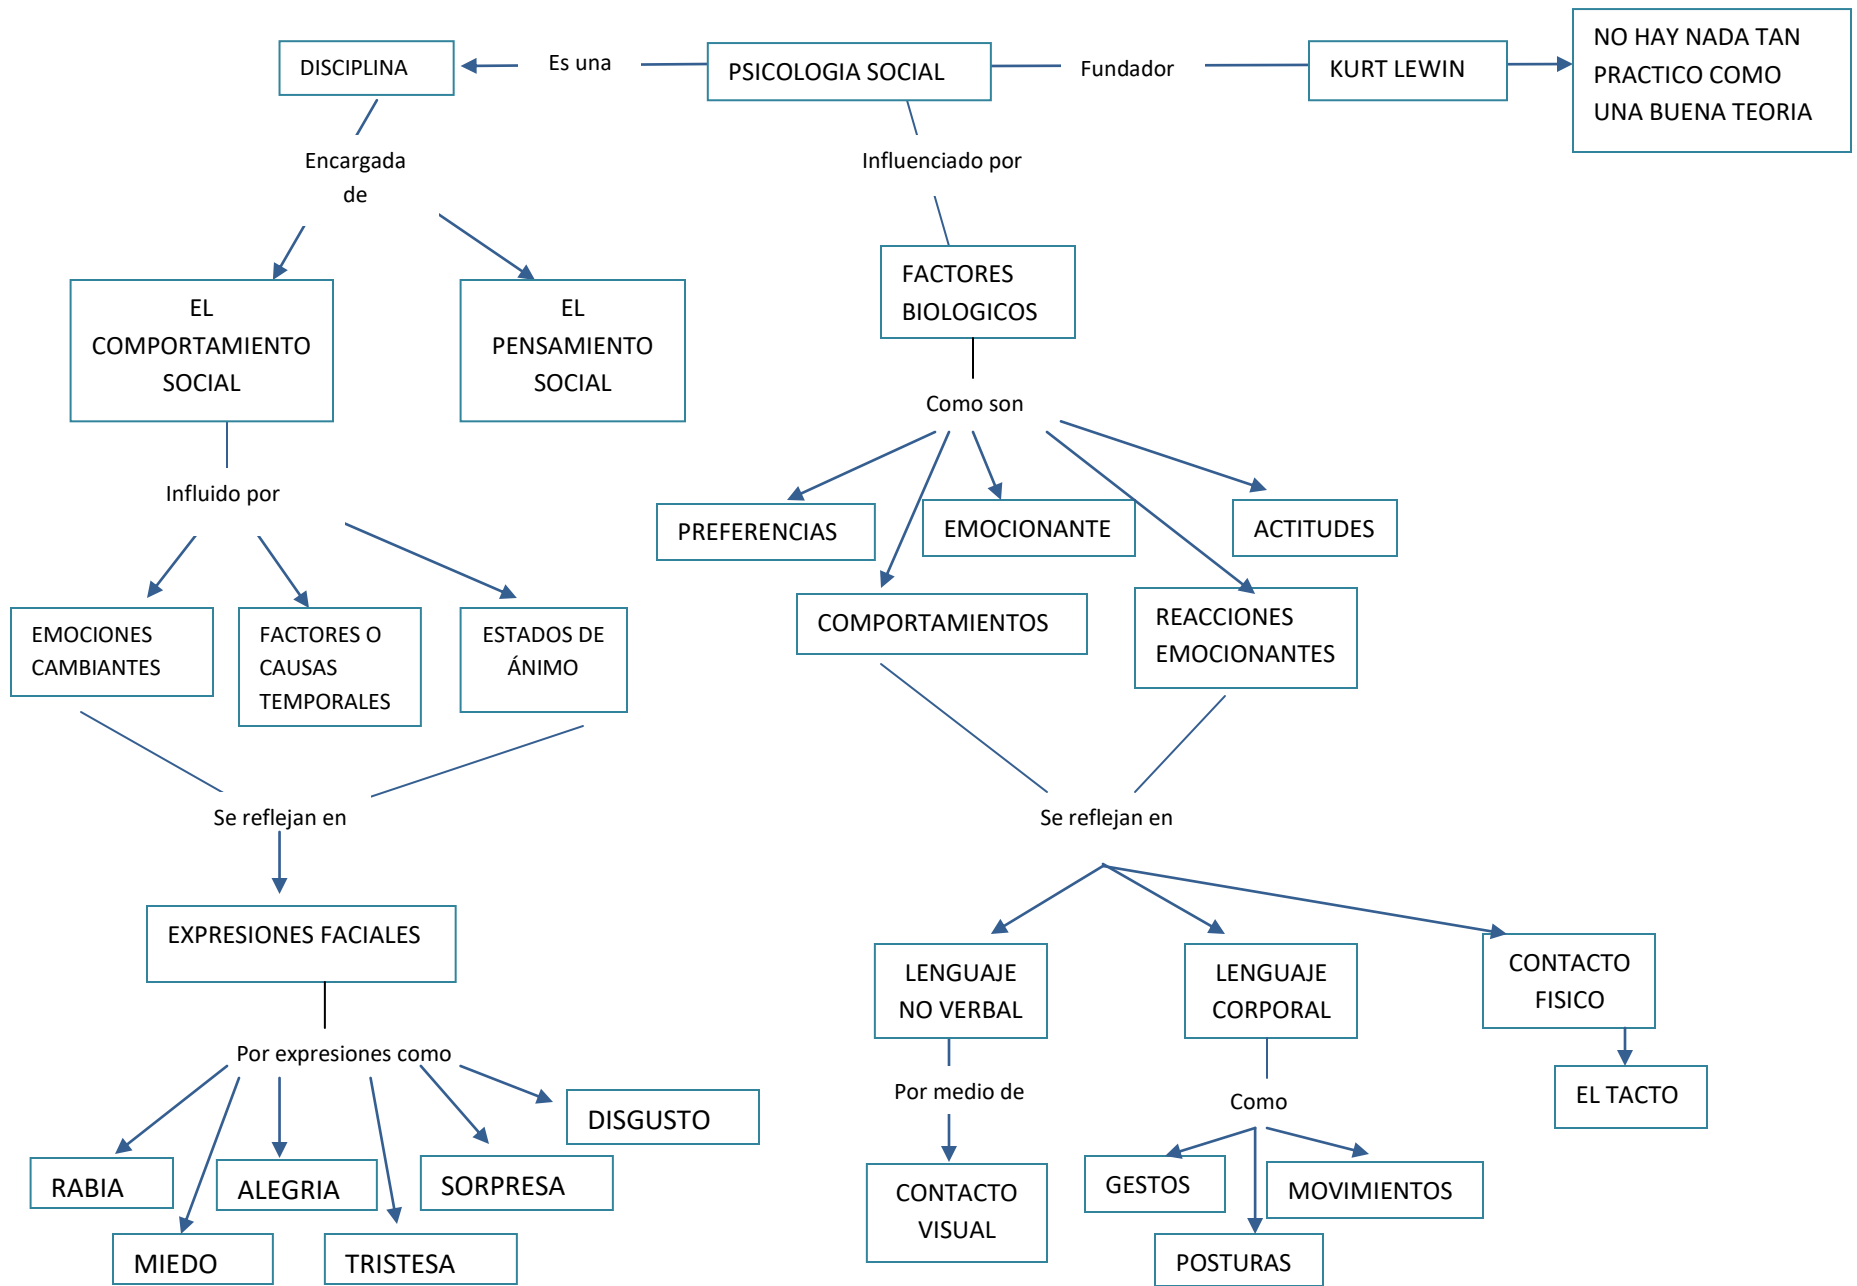 DISCIPLINA
Es una
PSICOLOGIA SOCIAL
Fundador
KURT LEWIN
NO HAY NADA TAN
PRACTICO COMO
UNA BUENA TEORIA
Encargada
de
Influenciado por
EL
COMPORTAMIENTO
SOCIAL
EL
PENSAMIENTO
SOCIAL
FACTORES
BIOLOGICOS
Como son
Influido por
PREFERENCIAS
EMOCIONANTE
ACTITUDES
COMPORTAMIENTOS
REACCIONES
EMOCIONANTES
EMOCIONES
CAMBIANTES
FACTORES O
CAUSAS
TEMPORALES
ESTADOS DE
ÁNIMO
Se reflejan en
Se reflejan en
EXPRESIONES FACIALES
LENGUAJE
NO VERBAL
LENGUAJE
CORPORAL
CONTACTO
FISICO
Por expresiones como
Por medio de
Como
EL TACTO
DISGUSTO
RABIA
ALEGRIA
SORPRESA
MIEDO
TRISTESA
CONTACTO
VISUAL
GESTOS
MOVIMIENTOS
POSTURAS